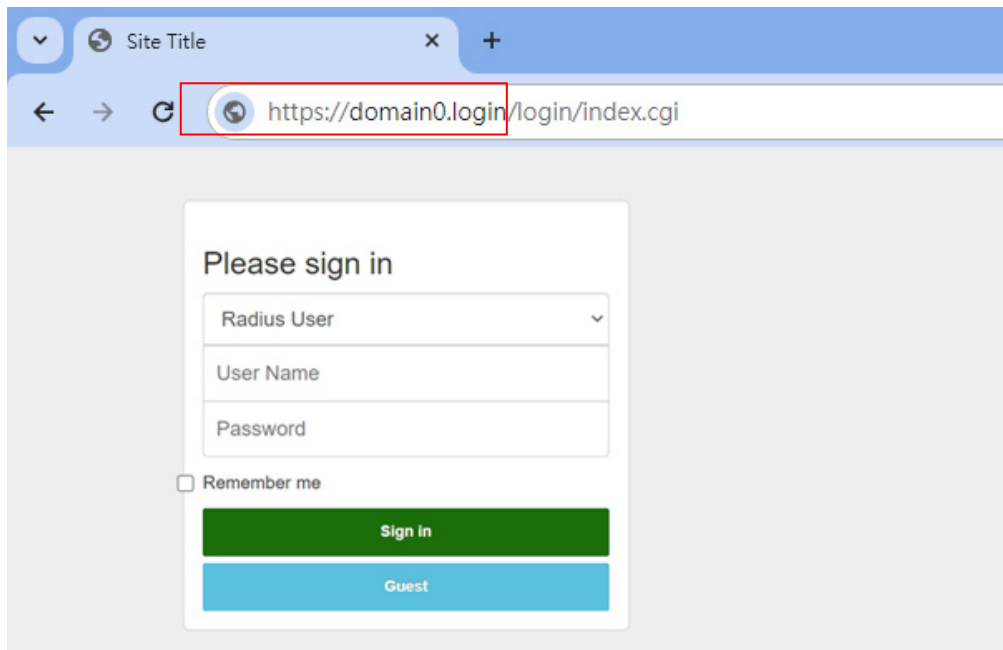 Site Title
https://domain0.login/login/index.cgi
Please sign in
Radius User
User Name
Password
Remember me
Sign in
Guest